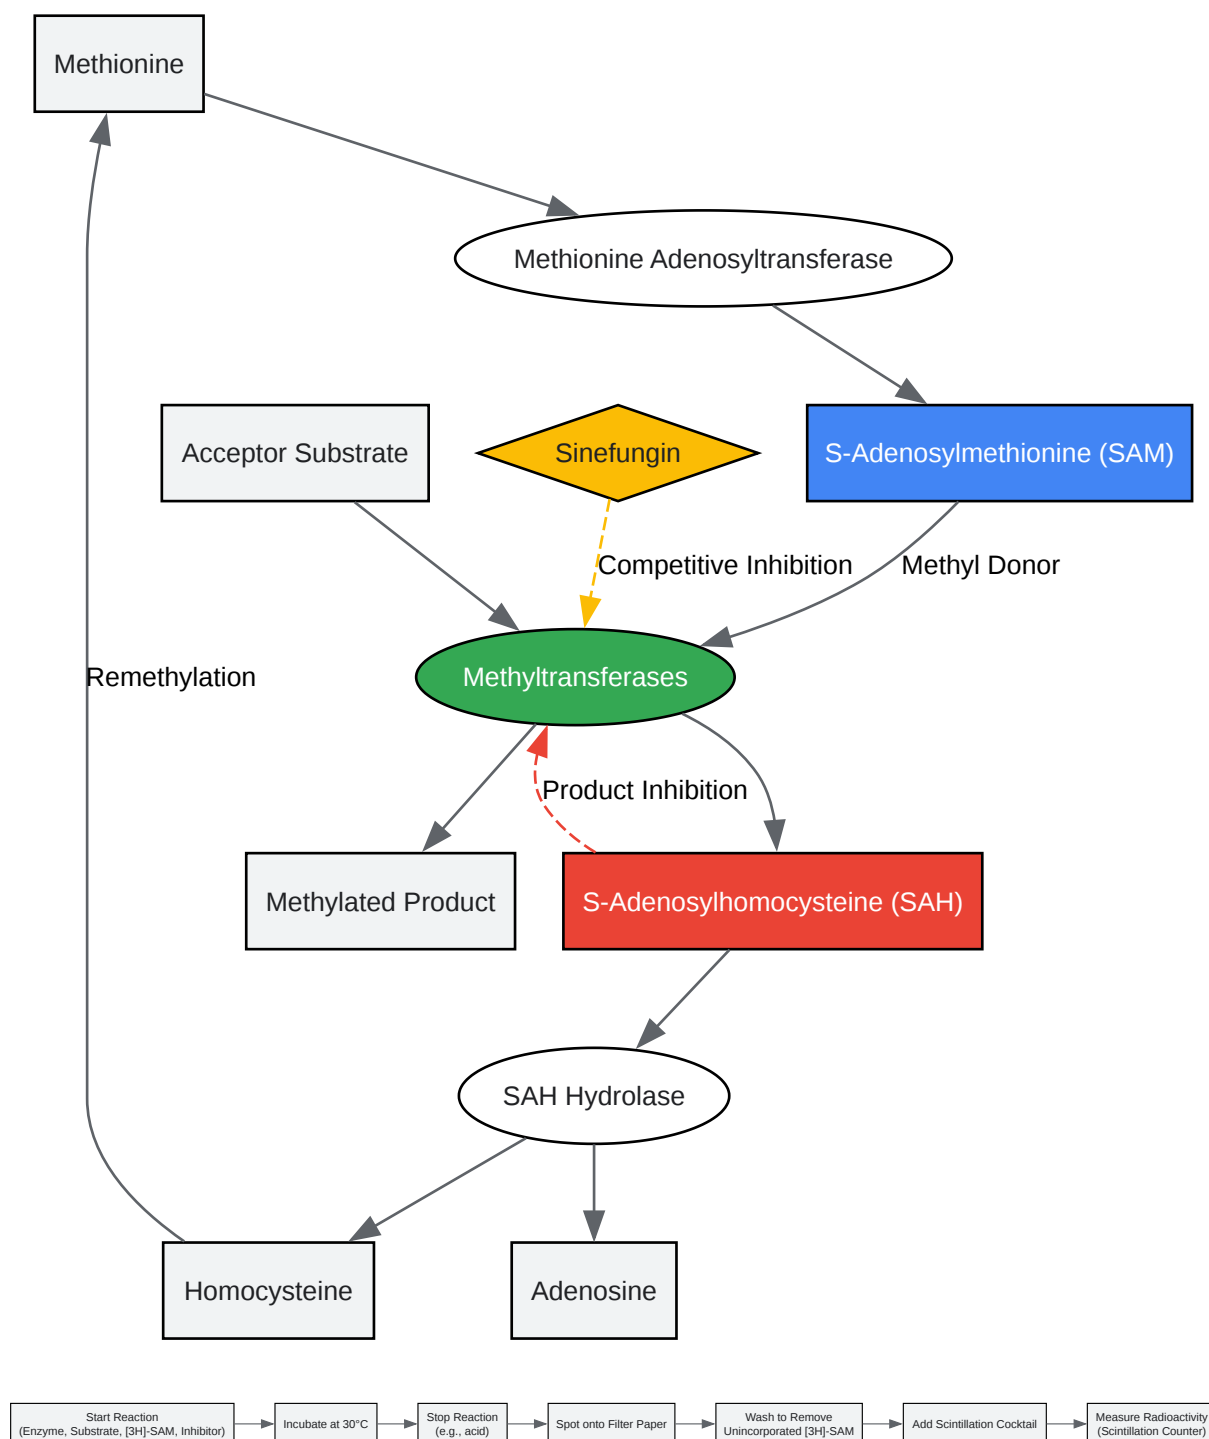 Methionine
Methionine Adenosyltransferase
Acceptor Substrate
Sinefungin
S-Adenosylmethionine (SAM)
Competitive Inhibition
Methyl Donor
Methyltransferases
Remethylation
Product Inhibition
Methylated Product
S-Adenosylhomocysteine (SAH)
SAH Hydrolase
Homocysteine
Adenosine
Start Reaction
(Enzyme, Substrate, [3H]-SAM, Inhibitor)
Incubate at 30°C
Stop Reaction
(e.g., acid)
Spot onto Filter Paper
Wash to Remove
Unincorporated [3H]-SAM
Add Scintillation Cocktail
Measure Radioactivity
(Scintillation Counter)